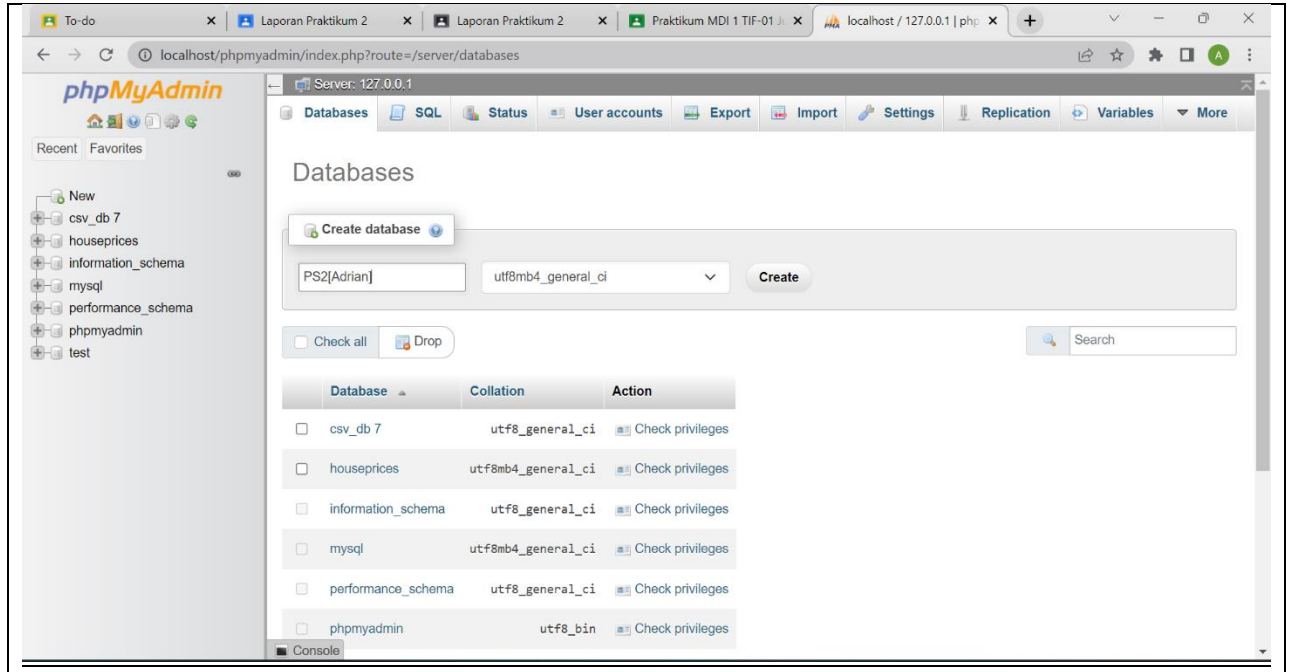 To-do
Laporan Praktikum 2
Laporan Praktikum 2
Praktikum MDI 1 TIF-01
localhost / 127.0.0.1 | php
localhost/phpmyadmin/index.php?route=/server/databases
A
phpMyAdmin
Recent Favorites
New
csv_db 7
houseprices
information_schema
mysql
performance_schema
phpmyadmin
test
Server: 127.0.0.1
Databases SQL Status User accounts Export Import Settings Replication Variables More
Databases
Create database
PS2[Adrian] utf8mb4_general_ci Create
Check all Drop Search
Database Collation Action
csv_db 7 utf8_general_ci Check privileges
houseprices utf8mb4_general_ci Check privileges
information_schema utf8_general_ci Check privileges
mysql utf8mb4_general_ci Check privileges
performance_schema utf8_general_ci Check privileges
phpmyadmin utf8_bin Check privileges
Console